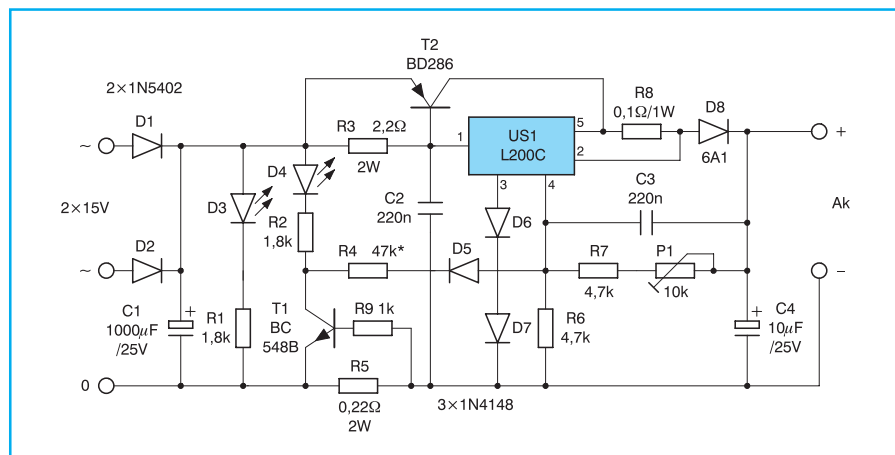 T2
BD286
2×1N5402
D1
R3
2,2Ω
2W
1
US1
L200C
5
2
3
4
R8
0,1Ω/1W
D8
6A1
+
~
D3
D4
R2
1,8k
C2
220n
D6
C3
220n
Ak
2×15V
D2
R4
47k*
D5
R7
4,7k
P1
10k
−
~
C1
1000µF
/25V
+
R1
1,8k
T1
BC
548B
R9 1k
D7
R6
4,7k
C4
10µF
/25V
+
0
R5
0,22Ω
2W
3×1N4148